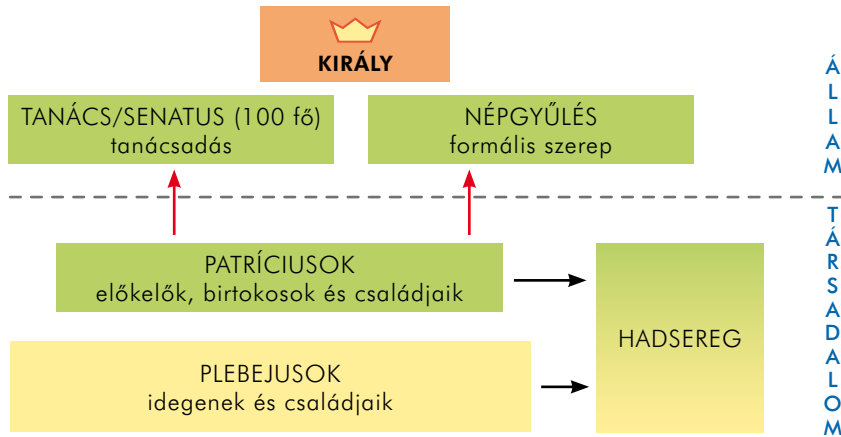 KIRÁLY
TANÁCS/SENATUS (100 fő)
tanácsadás
NÉPGYŰLÉS
formális szerep
ÁLLAM
PATRÍCIUSOK
előkelők, birtokosok és családjaik
HADSEREG
PLEBEJUSOK
idegenek és családjaik
TÁRSADALOM